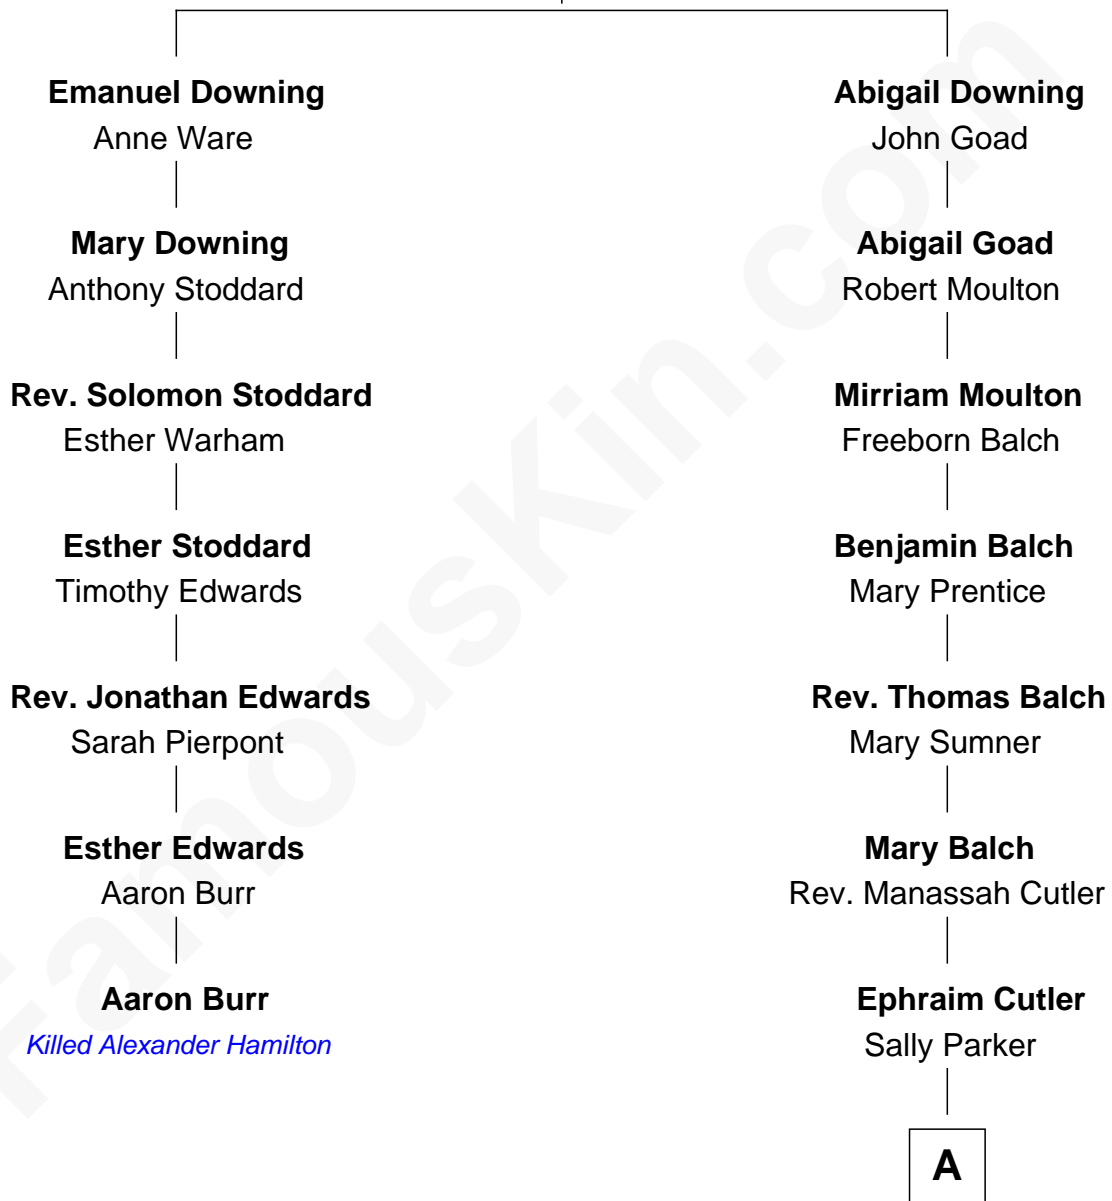 Emanuel Downing
Anne Ware
Mary Downing
Anthony Stoddard
Rev. Solomon Stoddard
Esther Warham
Esther Stoddard
Timothy Edwards
Rev. Jonathan Edwards
Sarah Pierpont
Esther Edwards
Aaron Burr
Aaron Burr
Killed Alexander Hamilton
Abigail Downing
John Goad
Abigail Goad
Robert Moulton
Mirriam Moulton
Freeborn Balch
Benjamin Balch
Mary Prentice
Rev. Thomas Balch
Mary Sumner
Mary Balch
Rev. Manassah Cutler
Ephraim Cutler
Sally Parker
A
FamousKin.com